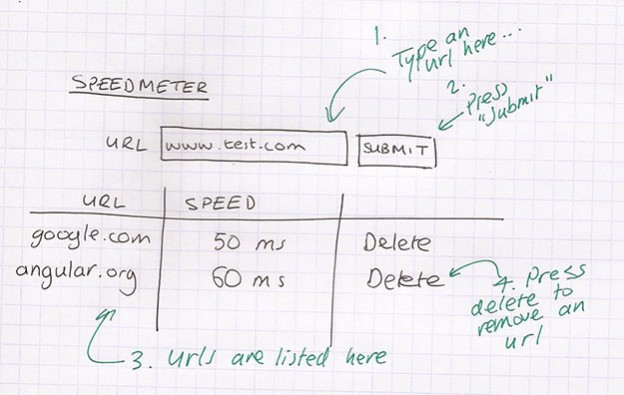 1. Type an
url here...
SPEEDMETER
2. Press
"Submit"
URL www.test.com SUBMIT
URL SPEED
google.com 50 ms Delete
angular.org 60 ms Delete
4. Press
delete to
remove an
url
3. Urls are listed here